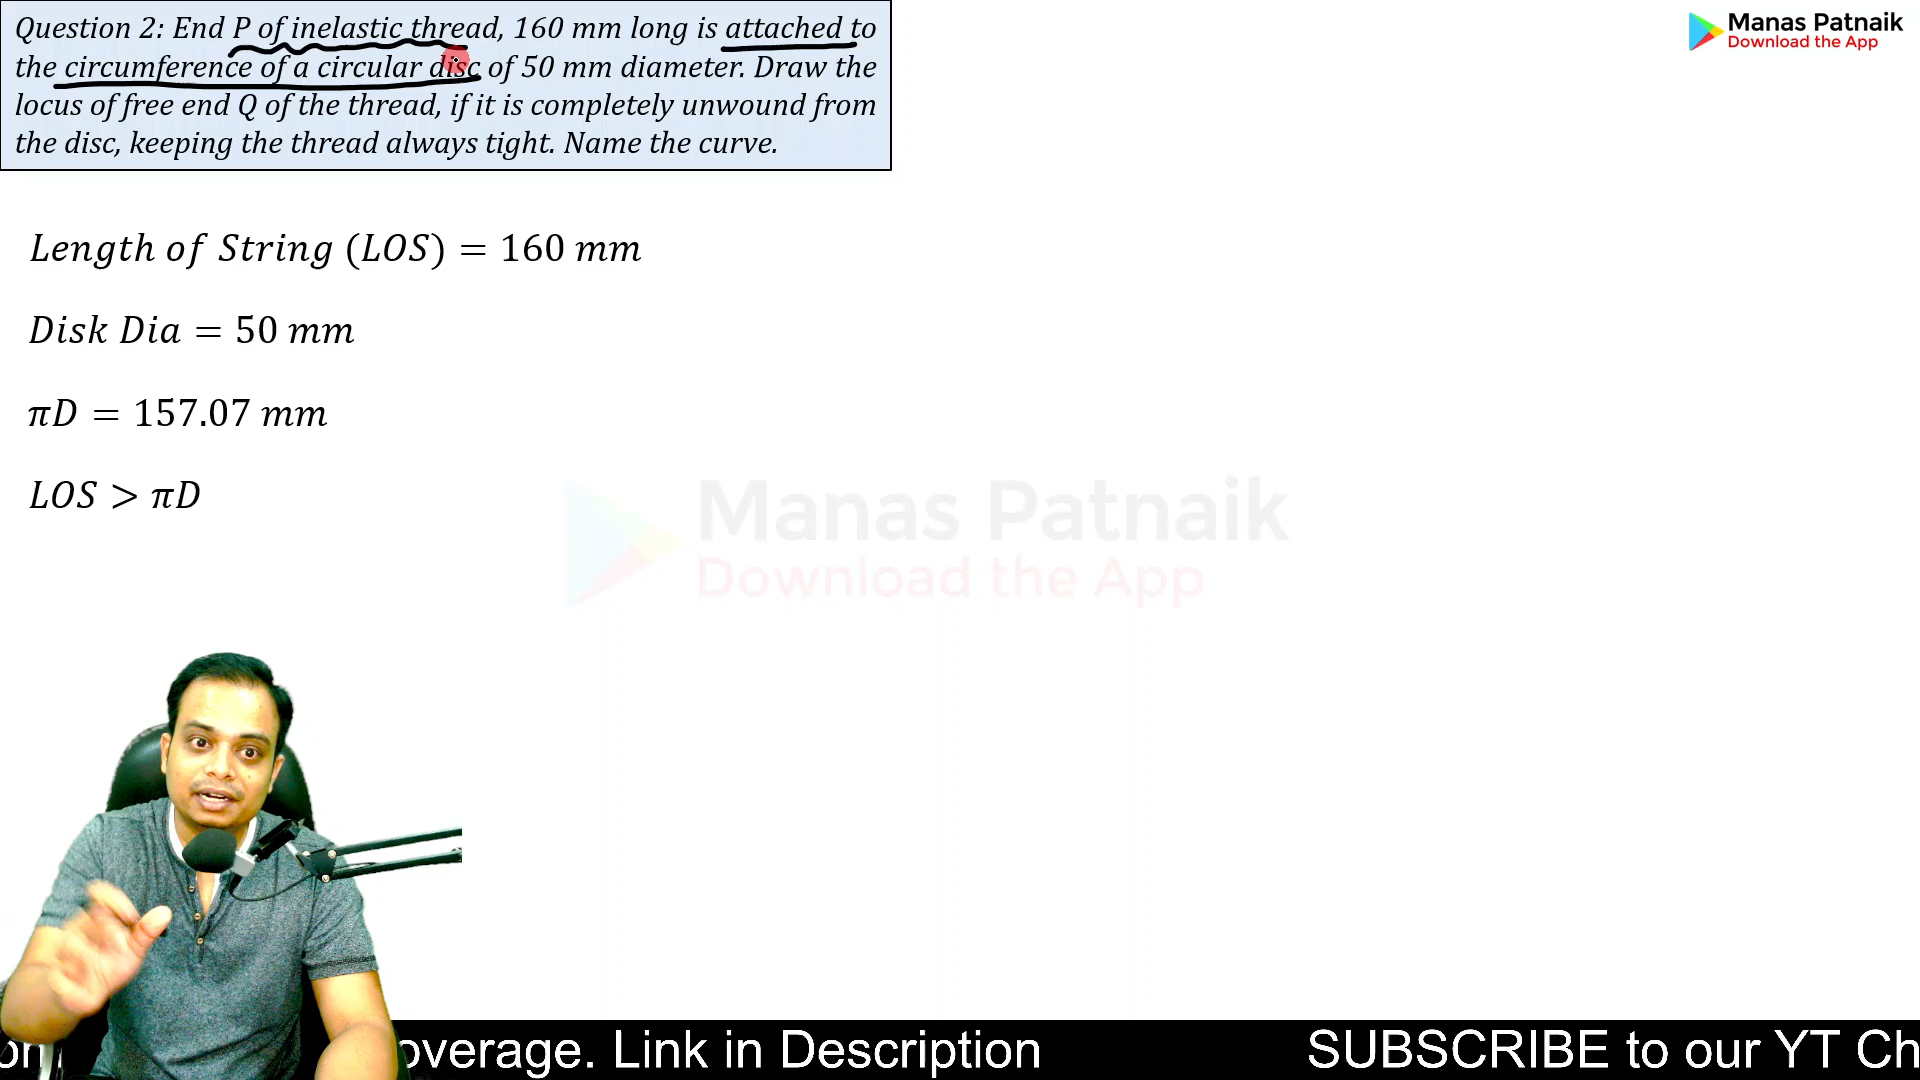 Question 2: End P of inelastic thread, 160 mm long is attached to
the circumference of a circular disc of 50 mm diameter. Draw the
locus of free end Q of the thread, if it is completely unwound from
the disc, keeping the thread always tight. Name the curve.
Manas Patnaik
Download the App
Length of String (LOS) = 160 mm
Disk Dia = 50 mm
πD = 157.07 mm
LOS > πD
Manas Patnaik
Download the App
overage. Link in Description SUBSCRIBE to our YT Ch